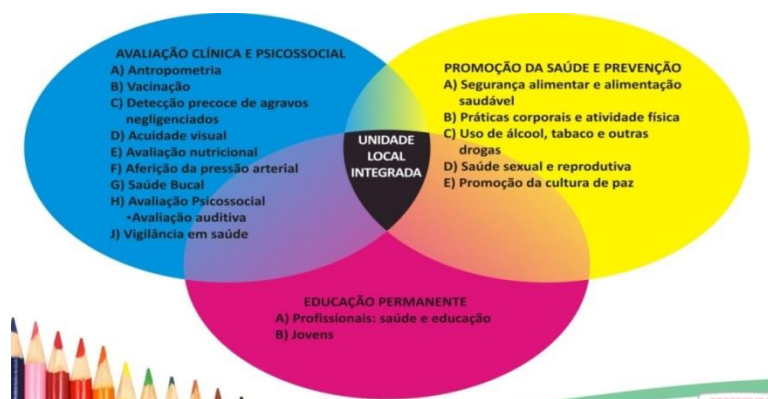 AVALIAÇÃO CLÍNICA E PSICOSSOCIAL
A) Antropometria
B) Vacinação
C) Detecção precoce de agravos
negligenciados
D) Acuidade visual
E) Avaliação nutricional
F) Aferição da pressão arterial
G) Saúde Bucal
H) Avaliação Psicossocial
•Avaliação auditiva
J) Vigilância em saúde
UNIDADE
LOCAL
INTEGRADA
PROMOÇÃO DA SAÚDE E PREVENÇÃO
A) Segurança alimentar e alimentação
saudável
B) Práticas corporais e atividade física
C) Uso de álcool, tabaco e outras
drogas
D) Saúde sexual e reprodutiva
E) Promoção da cultura de paz
EDUCAÇÃO PERMANENTE
A) Profissionais: saúde e educação
B) Jovens